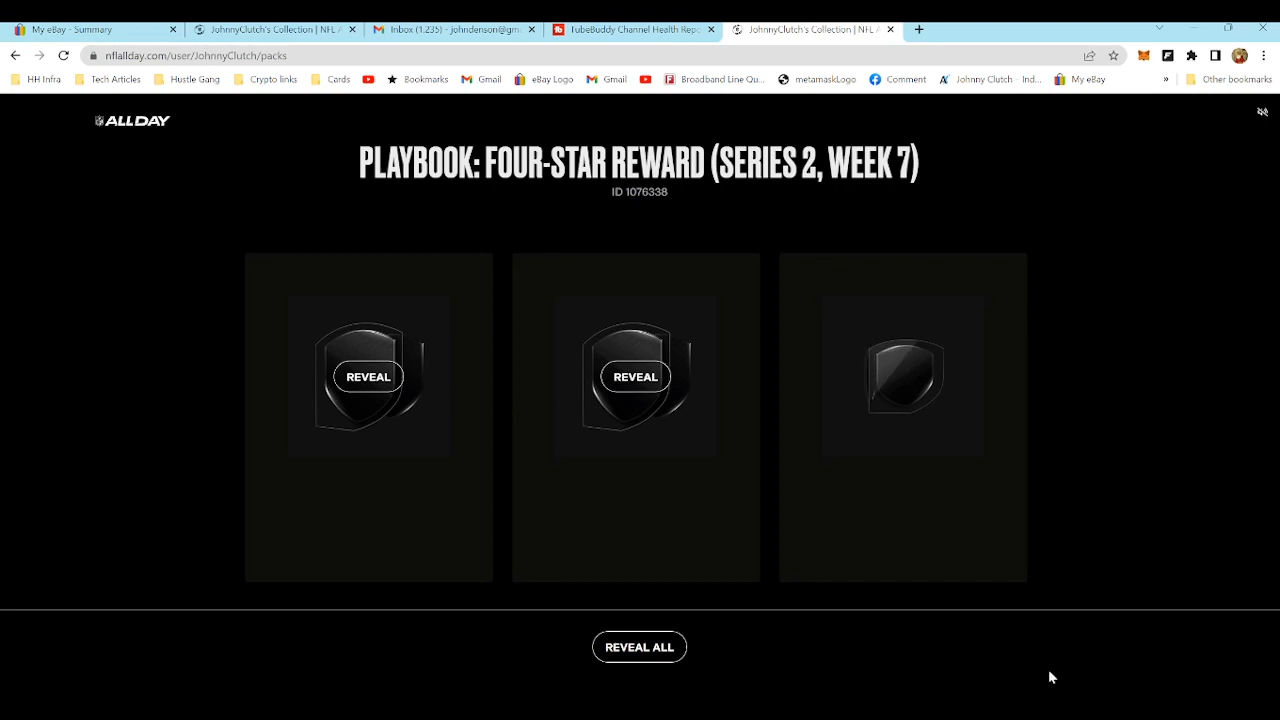 My eBay - Summary
JohnnyClutch's Collection | NFL A
Inbox (1,235) - johndenson@gm
TubeBuddy Channel Health Repo
JohnnyClutch's Collection | NFL A
nflallday.com/user/JohnnyClutch/packs
HH Infra
Tech Articles
Hustle Gang
Crypto links
Cards
Bookmarks
Gmail
eBay Logo
Gmail
Broadband Line Qu...
metamaskLogo
Comment
Johnny Clutch – Ind...
My eBay
»
Other bookmarks
ALL DAY
PLAYBOOK: FOUR-STAR REWARD (SERIES 2, WEEK 7)
ID 1076338
REVEAL
REVEAL
REVEAL ALL